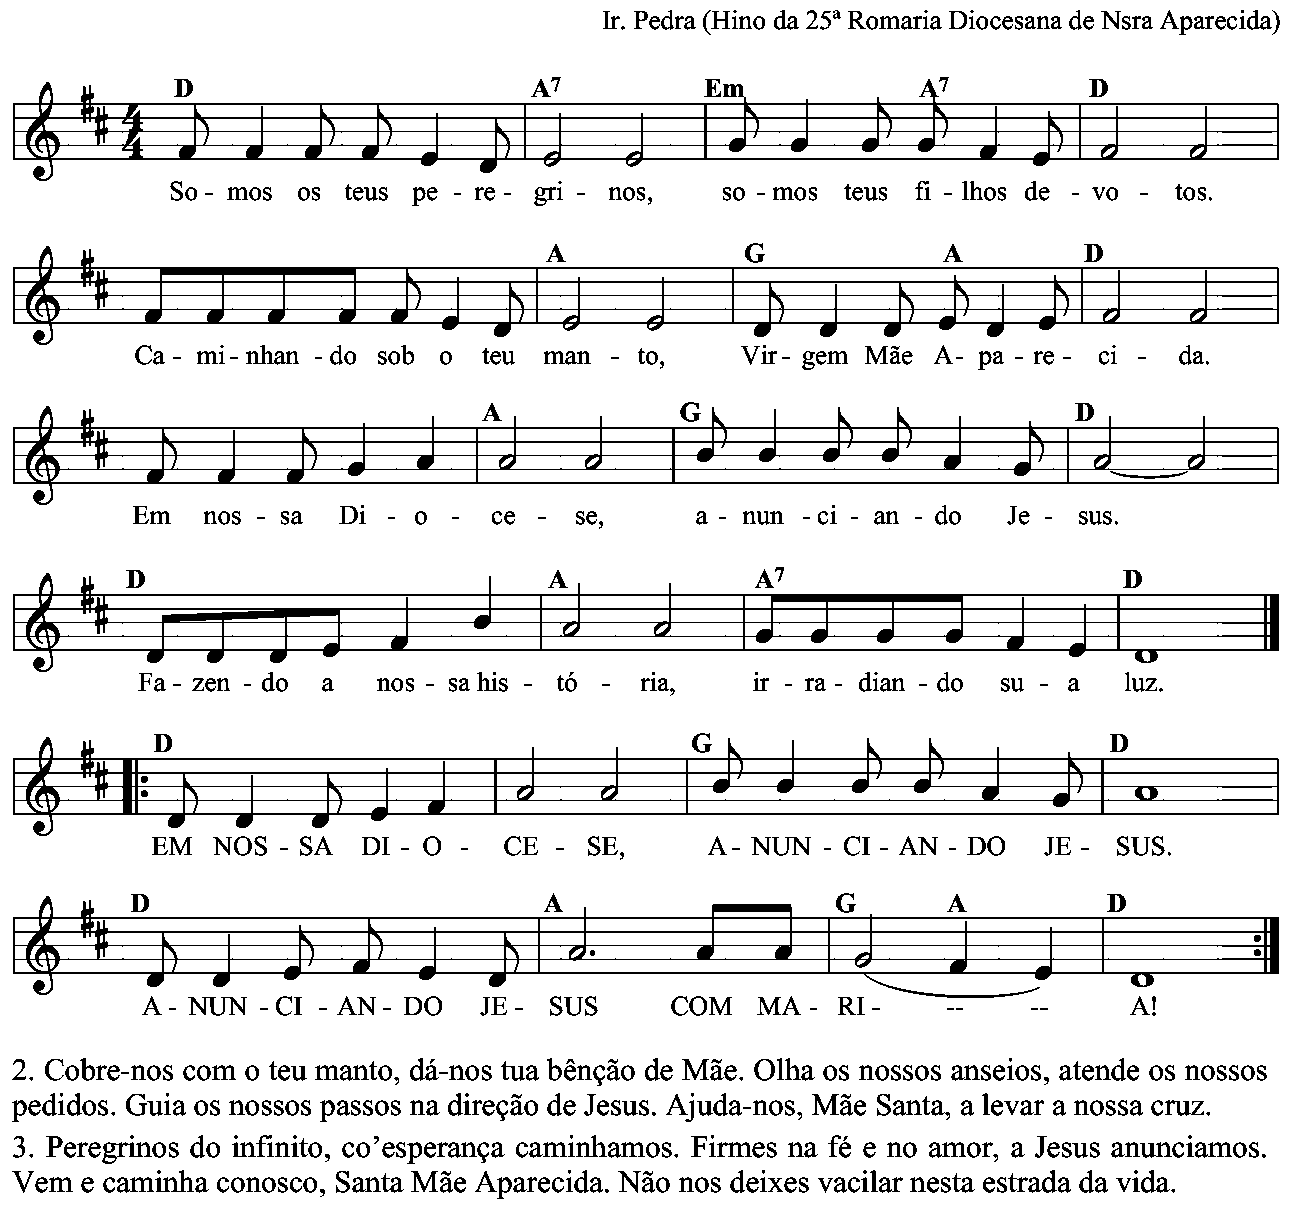 Ir. Pedra (Hino da 25ª Romaria Diocesana de Nsra Aparecida)
D A7 Em A7 D
4
4
So- mos os teus pe - re - gri - nos, so - mos teus fi - lhos de - vo - tos.
A G A D
Ca - mi - nhan - do sob o teu man - to, Vir - gem Mãe A - pa - re - ci - da.
A G D
Em nos - sa Di - o - ce - se, a - nun - ci - an - do Je - sus.
D A A7 D
Fa - zen - do a nos - sa his - tó - ria, ir - ra - dian - do su - a luz.
D G D
EM NOS - SA DI - O - CE - SE, A - NUN - CI - AN - DO JE - SUS.
D A G A D
A - NUN - CI - AN - DO JE - SUS COM MA - RI - -- -- A!
2. Cobre-nos com o teu manto, dá-nos tua bênção de Mãe. Olha os nossos anseios, atende os nossos
pedidos. Guia os nossos passos na direção de Jesus. Ajuda-nos, Mãe Santa, a levar a nossa cruz.
3. Peregrinos do infinito, co’esperança caminhamos. Firmes na fé e no amor, a Jesus anunciamos.
Vem e caminha conosco, Santa Mãe Aparecida. Não nos deixes vacilar nesta estrada da vida.